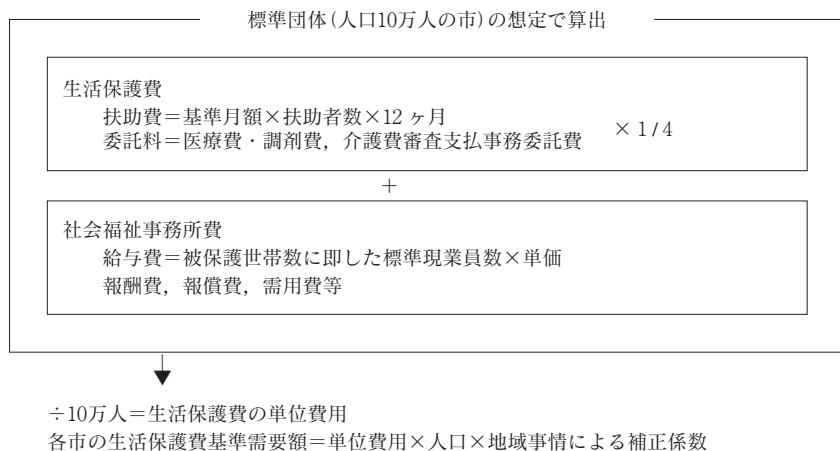 標準団体(人口10万人の市)の想定で算出
生活保護費
扶助費＝基準月額×扶助者数×12ヶ月
委託料＝医療費・調剤費，介護費審査支払事務委託費
×1/4
＋
社会福祉事務所費
給与費＝被保護世帯数に即した標準現業員数×単価
報酬費，報償費，需用費等
÷10万人＝生活保護費の単位費用
各市の生活保護費基準需要額＝単位費用×人口×地域事情による補正係数